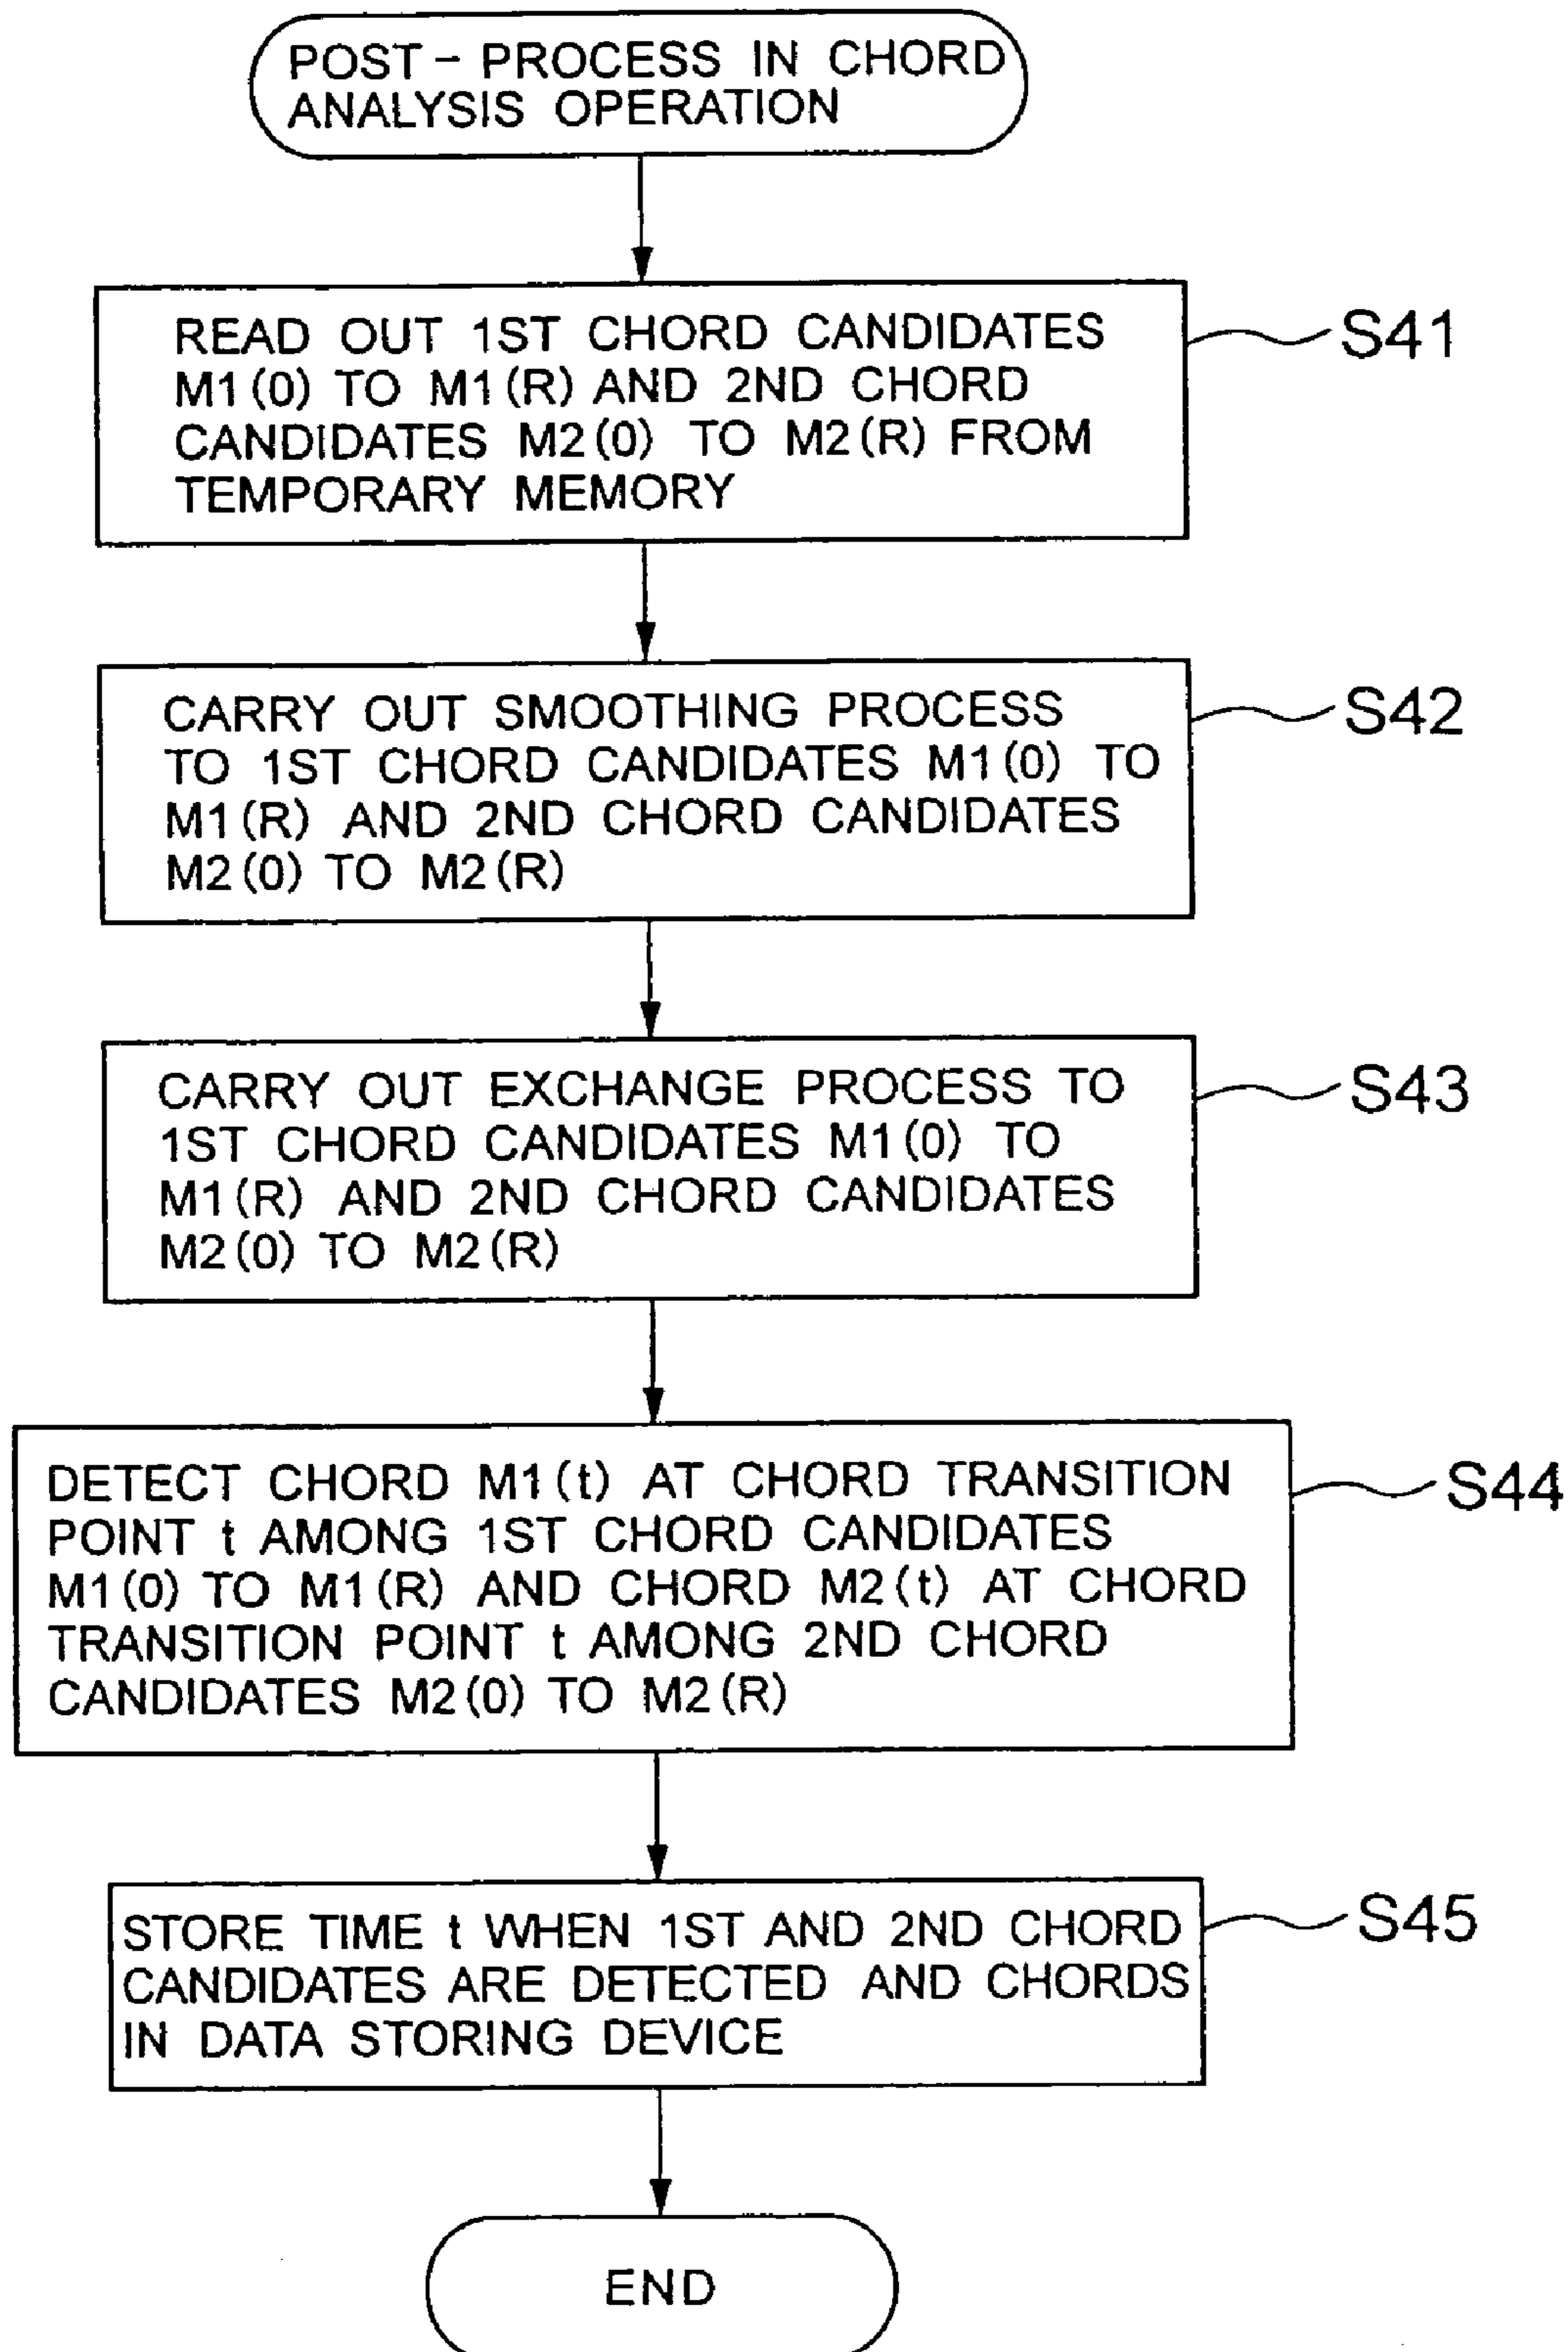 POST - PROCESS IN CHORD
ANALYSIS OPERATION
READ OUT 1ST CHORD CANDIDATES
M1(0) TO M1(R) AND 2ND CHORD
CANDIDATES M2(0) TO M2(R) FROM
TEMPORARY MEMORY
S41
CARRY OUT SMOOTHING PROCESS
TO 1ST CHORD CANDIDATES M1(0) TO
M1(R) AND 2ND CHORD CANDIDATES
M2(0) TO M2(R)
S42
CARRY OUT EXCHANGE PROCESS TO
1ST CHORD CANDIDATES M1(0) TO
M1(R) AND 2ND CHORD CANDIDATES
M2(0) TO M2(R)
S43
DETECT CHORD M1(t) AT CHORD TRANSITION
POINT t AMONG 1ST CHORD CANDIDATES
M1(0) TO M1(R) AND CHORD M2(t) AT CHORD
TRANSITION POINT t AMONG 2ND CHORD
CANDIDATES M2(0) TO M2(R)
S44
STORE TIME t WHEN 1ST AND 2ND CHORD
CANDIDATES ARE DETECTED AND CHORDS
IN DATA STORING DEVICE
S45
END